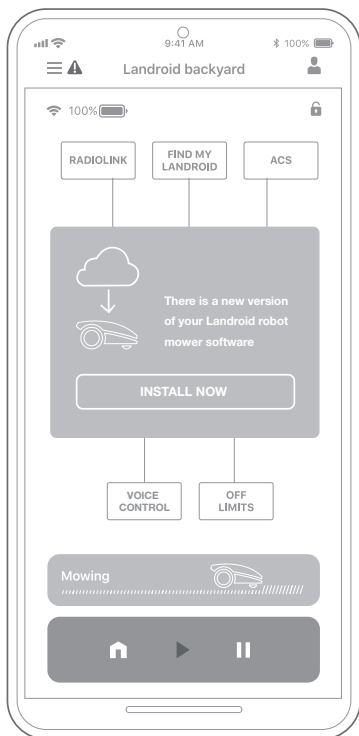 9:41 AM
100%
Landroid backyard
100%
RADIOLINK
FIND MY
LANDROID
ACS
There is a new version
of your Landroid robot
mower software
INSTALL NOW
VOICE
CONTROL
OFF
LIMITS
Mowing